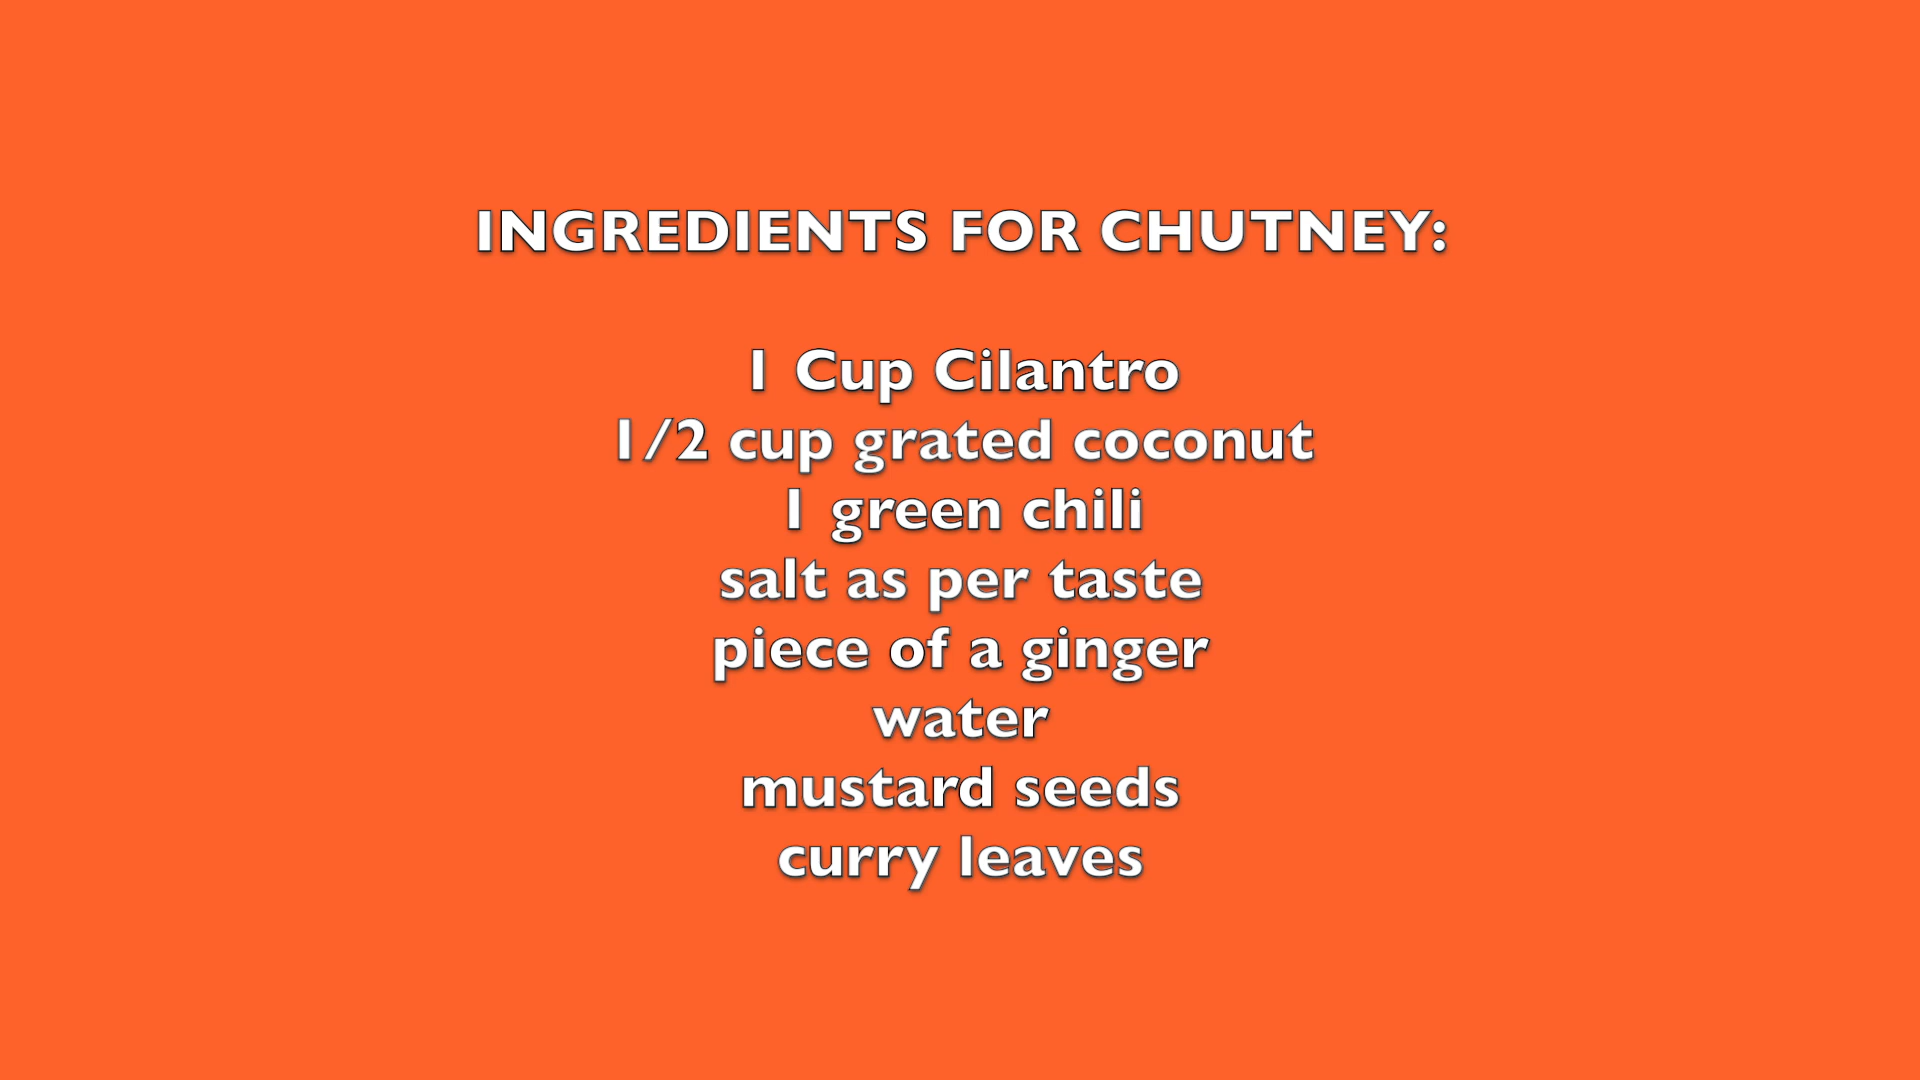 INGREDIENTS FOR CHUTNEY:
1 Cup Cilantro
1/2 cup grated coconut
1 green chili
salt as per taste
piece of a ginger
water
mustard seeds
curry leaves